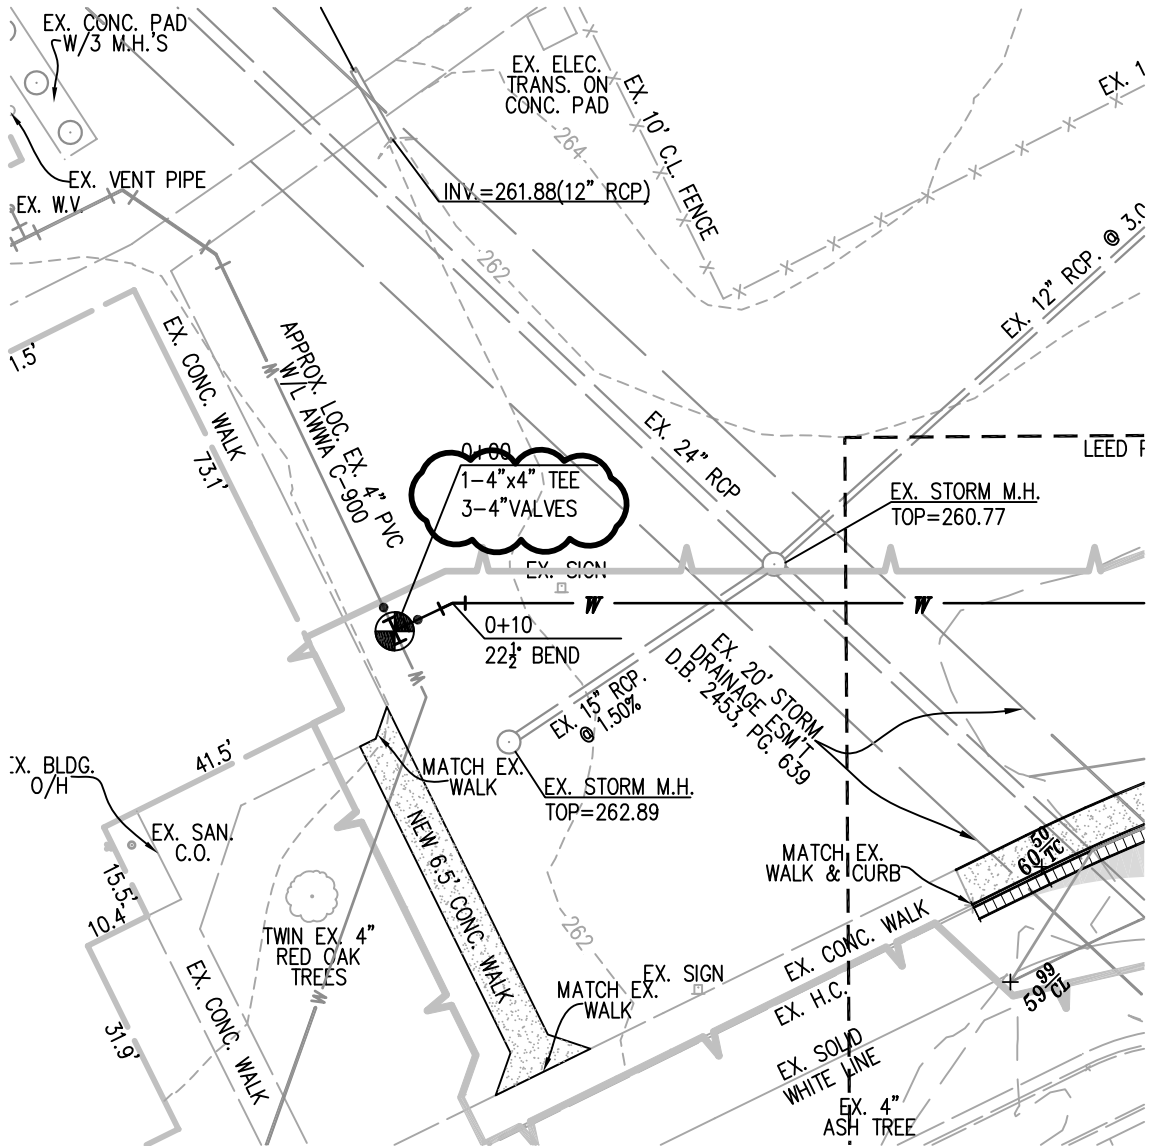 EX. CONC. PAD
W/3 M.H.'S
EX. ELEC.
TRANS. ON
CONC. PAD
EX. 10' C.L. FENCE
EX. 1
264
EX. VENT PIPE
EX. W.V.
INV.=261.88(12" RCP)
262
EX. 12" RCP. @ 3.0
1.5'
EX. CONC. WALK
73.1'
APPROX. LOC. EX. 4" PVC
W/L AWWA C-900
W
EX. 24" RCP
LEED
0+00
1-4"x4" TEE
3-4"VALVES
EX. STORM M.H.
TOP=260.77
EX. SIGN
W
W
0+10
22½° BEND
W
EX. 15" RCP.
@ 1.50%
EX. 20' STORM
DRAINAGE ESM'T
D.B. 2453, PG. 639
41.5'
EX. BLDG.
O/H
MATCH EX.
WALK
EX. STORM M.H.
TOP=262.89
EX. SAN.
C.O.
NEW 6.5' CONC. WALK
15.5'
10.4'
MATCH EX.
WALK & CURB
60 50 TC
TWIN EX. 4"
RED OAK
TREES
262
EX. CONC. WALK
EX. CONC. WALK
EX. H.C.
W
EX. SIGN
MATCH EX.
WALK
59 99 CL
31.9'
EX. SOLID
WHITE LINE
EX. 4"
ASH TREE